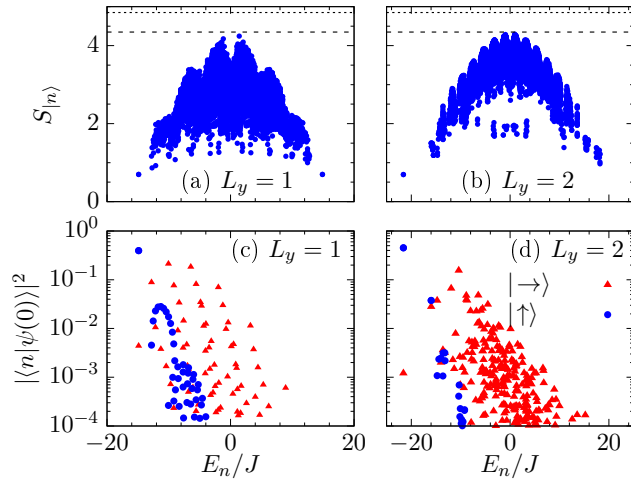 4
2
0
S|n⟩
(a) L_y = 1
(b) L_y = 2
10^0
10^-1
10^-2
10^-3
10^-4
|⟨n|ψ(0)⟩|^2
(c) L_y = 1
(d) L_y = 2
|→⟩
|↑⟩
−20 0 20
−20 0 20
E_n/J
E_n/J